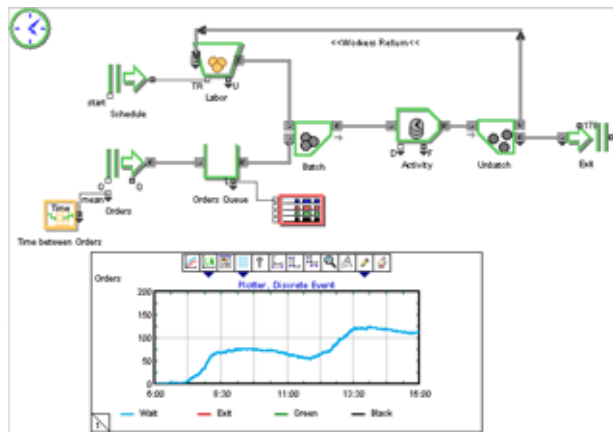 <<Workers Return<<
TR
U
Labor
start
Schedule
Batch
D
F
Activity
Unbatch
Exit
mean
Orders
Orders Queue
Time
Time between Orders
Orders
Plotter, Discrete Event
200
150
100
50
0
6:00
8:30
11:00
13:30
16:00
Wait
Exit
Green
Black